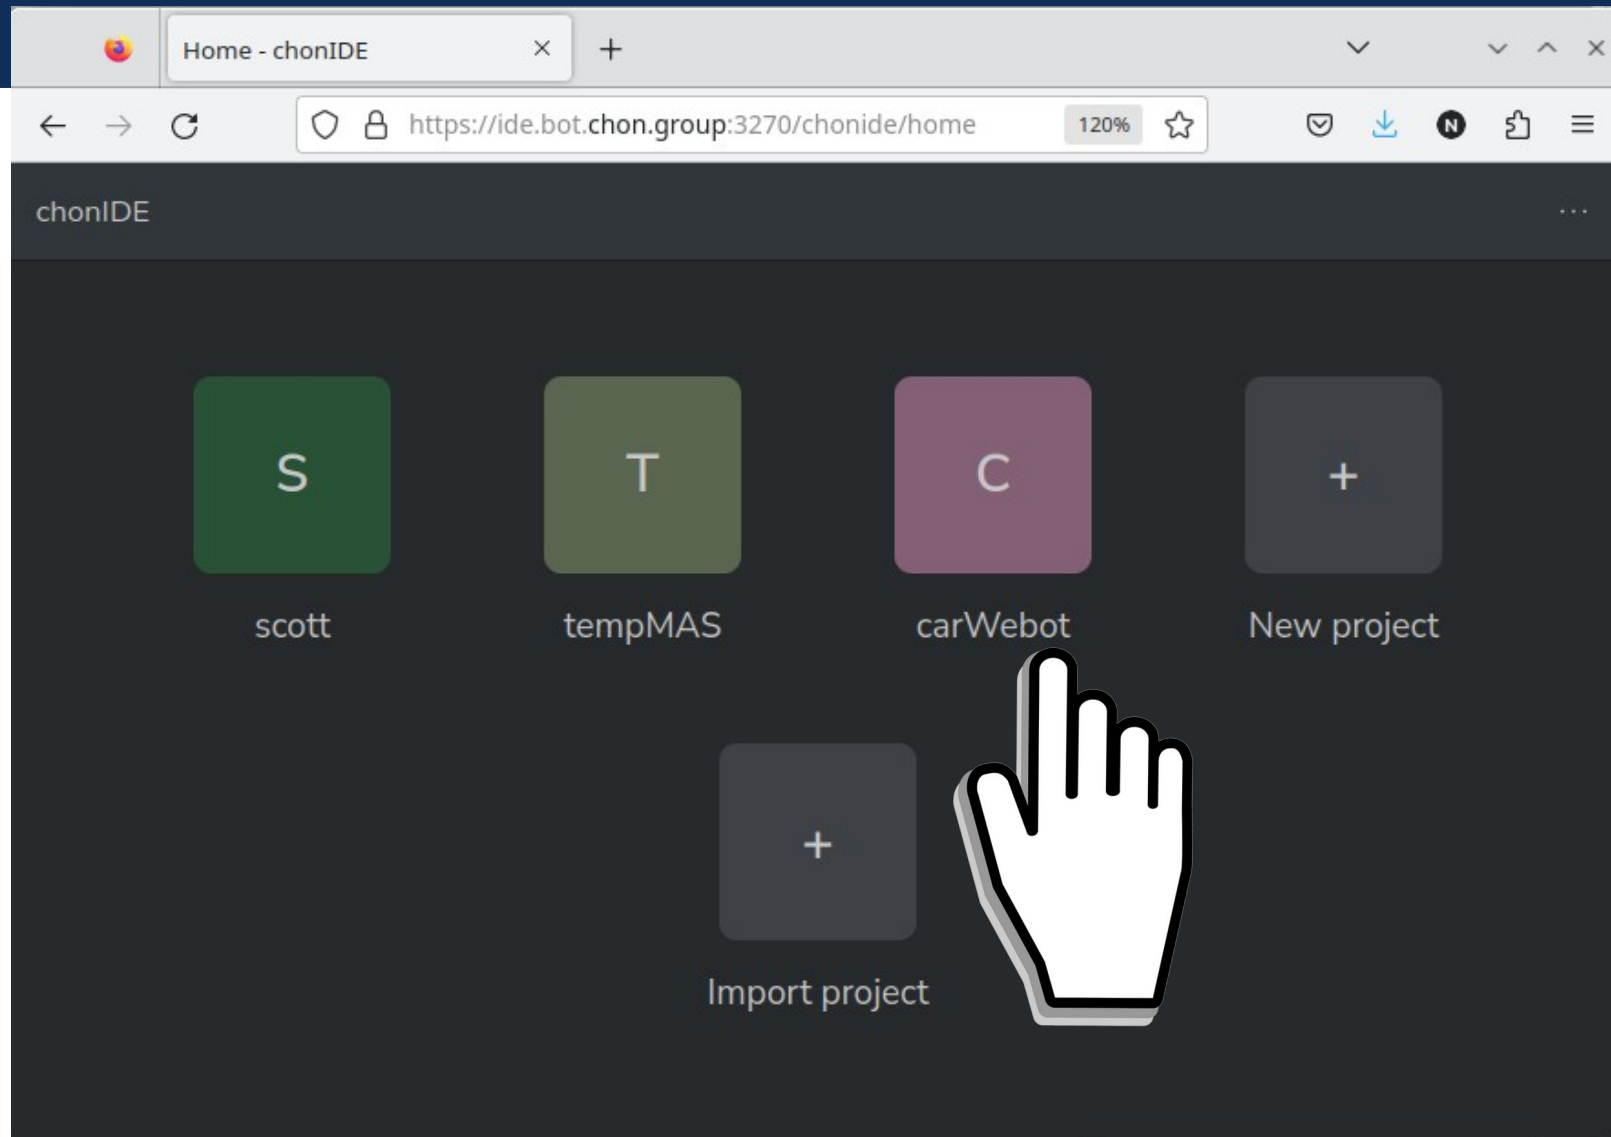 Home - chonIDE
https://ide.bot.chon.group:3270/chonide/home 120% N
chonIDE ...
S T C +
scott tempMAS carWebot New project
+
Import project